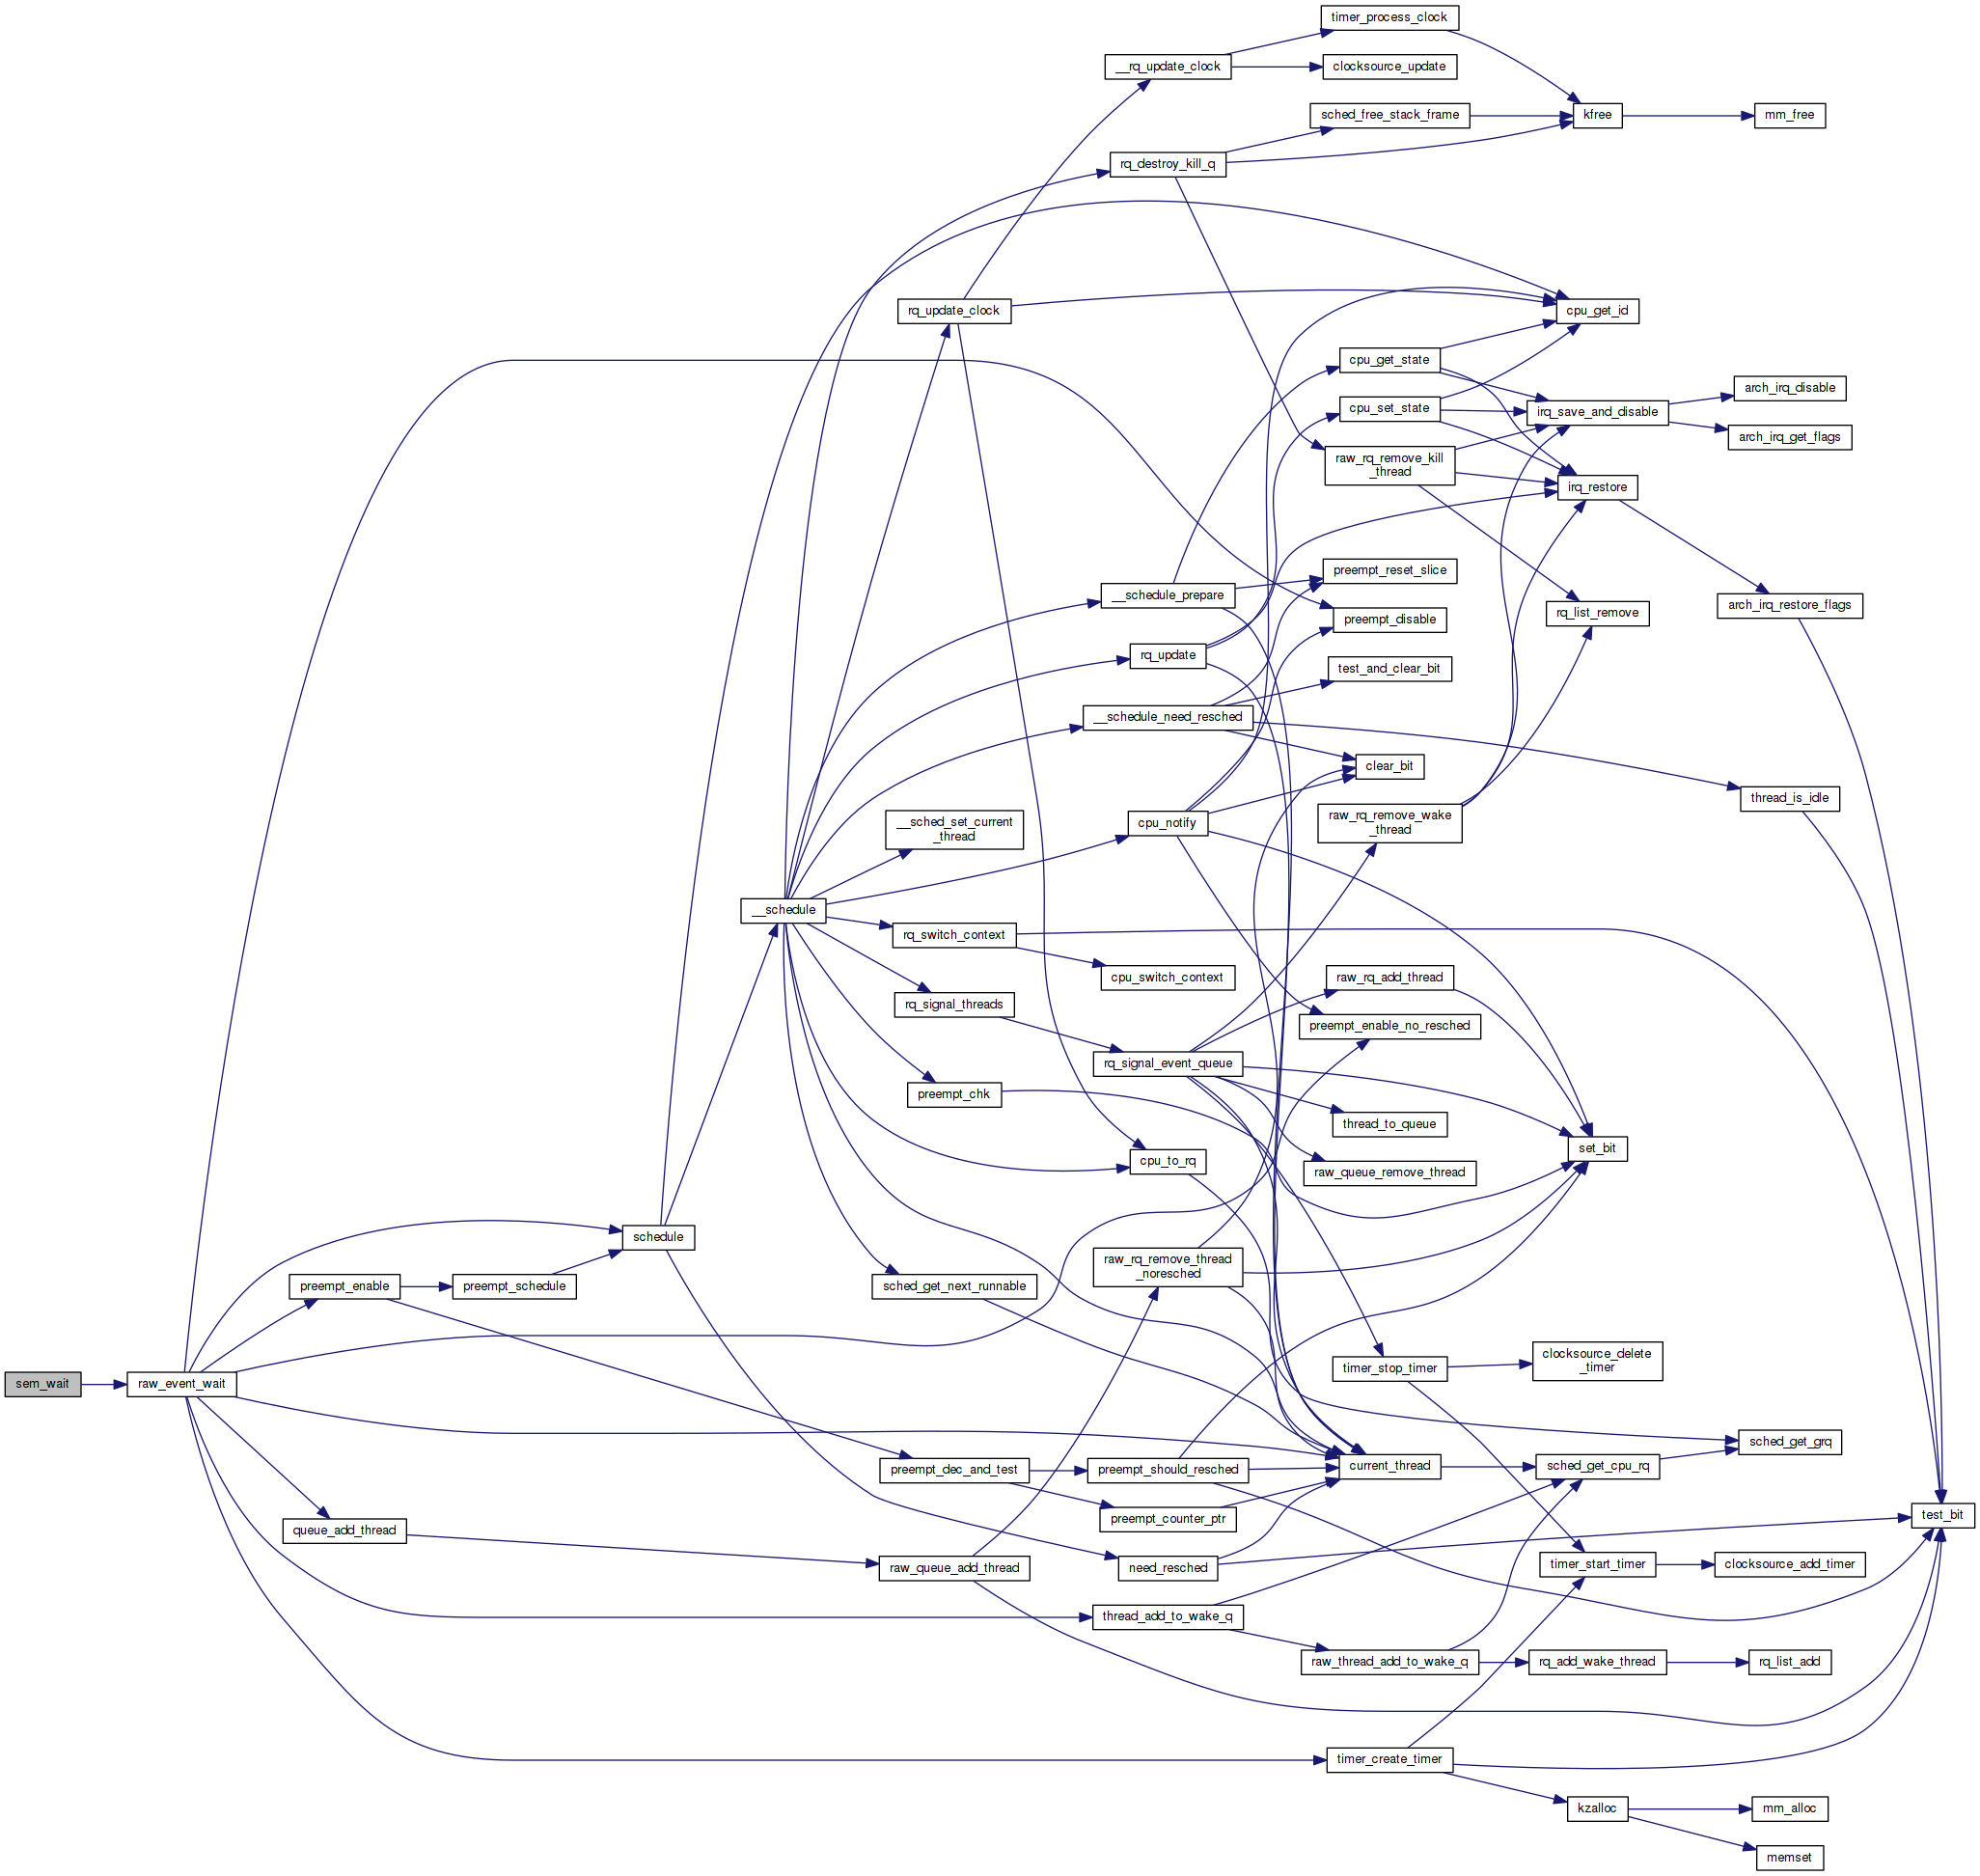 timer_process_clock
__rq_update_clock
clocksource_update
sched_free_stack_frame
kfree
mm_free
rq_destroy_kill_q
rq_update_clock
cpu_get_id
cpu_get_state
arch_irq_disable
cpu_set_state
irq_save_and_disable
arch_irq_get_flags
raw_rq_remove_kill
_thread
irq_restore
preempt_reset_slice
__schedule_prepare
arch_irq_restore_flags
rq_list_remove
preempt_disable
rq_update
test_and_clear_bit
__schedule_need_resched
clear_bit
thread_is_idle
__sched_set_current
_thread
cpu_notify
raw_rq_remove_wake
_thread
__schedule
rq_switch_context
cpu_switch_context
raw_rq_add_thread
rq_signal_threads
preempt_enable_no_resched
rq_signal_event_queue
preempt_chk
thread_to_queue
set_bit
cpu_to_rq
raw_queue_remove_thread
schedule
raw_rq_remove_thread
_noresched
preempt_enable
preempt_schedule
sched_get_next_runnable
clocksource_delete
_timer
timer_stop_timer
sem_wait
raw_event_wait
sched_get_grq
current_thread
sched_get_cpu_rq
preempt_dec_and_test
preempt_should_resched
preempt_counter_ptr
test_bit
queue_add_thread
raw_queue_add_thread
need_resched
timer_start_timer
clocksource_add_timer
thread_add_to_wake_q
raw_thread_add_to_wake_q
rq_add_wake_thread
rq_list_add
timer_create_timer
kzalloc
mm_alloc
memset